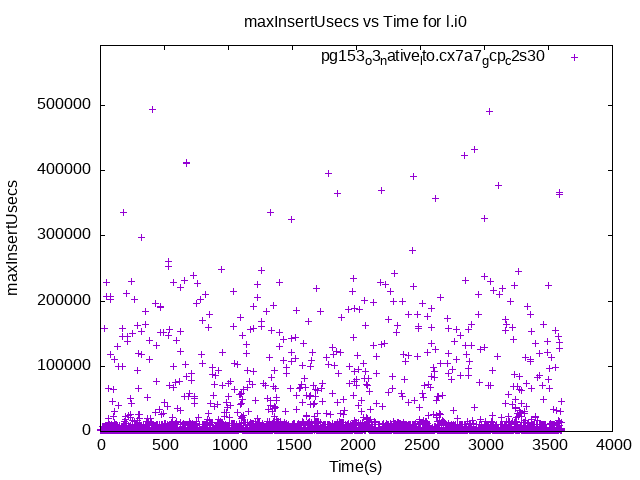 maxInsertUsecs vs Time for l.i0
pg153o3nativelto.cx7a7gcpc2s30
500000
400000
300000
200000
100000
0
maxInsertUsecs
0 500 1000 1500 2000 2500 3000 3500 4000
Time(s)